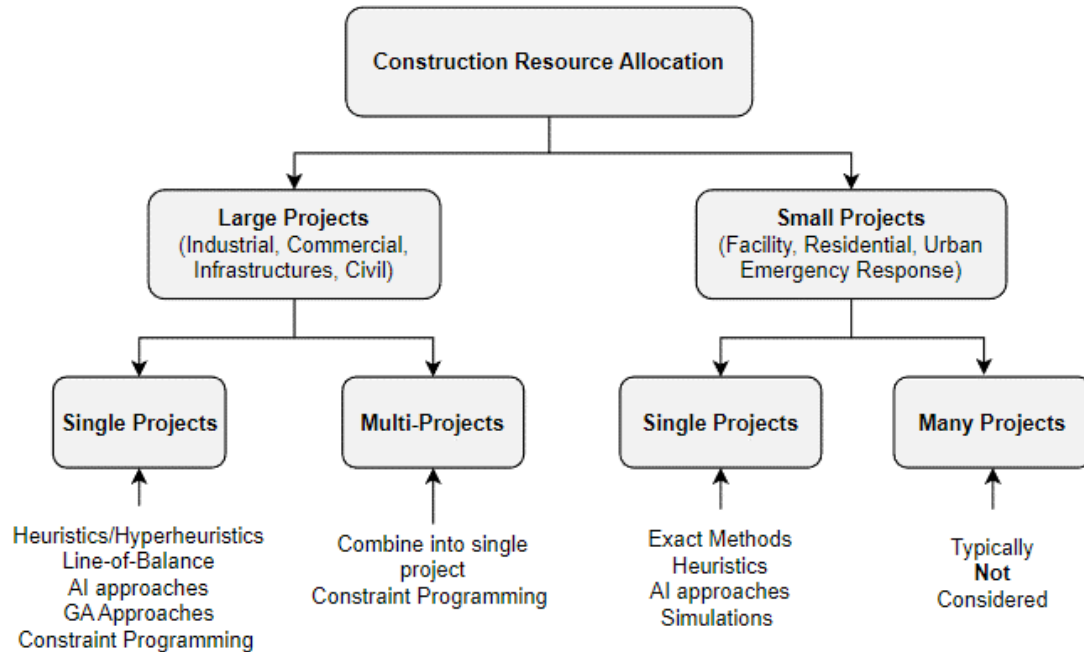 Construction Resource Allocation
Large Projects
(Industrial, Commercial,
Infrastructures, Civil)
Small Projects
(Facility, Residential, Urban
Emergency Response)
Single Projects
Multi-Projects
Single Projects
Many Projects
Heuristics/Hyperheuristics
Line-of-Balance
AI approaches
GA Approaches
Constraint Programming
Combine into single
project
Constraint Programming
Exact Methods
Heuristics
AI approaches
Simulations
Typically
Not
Considered